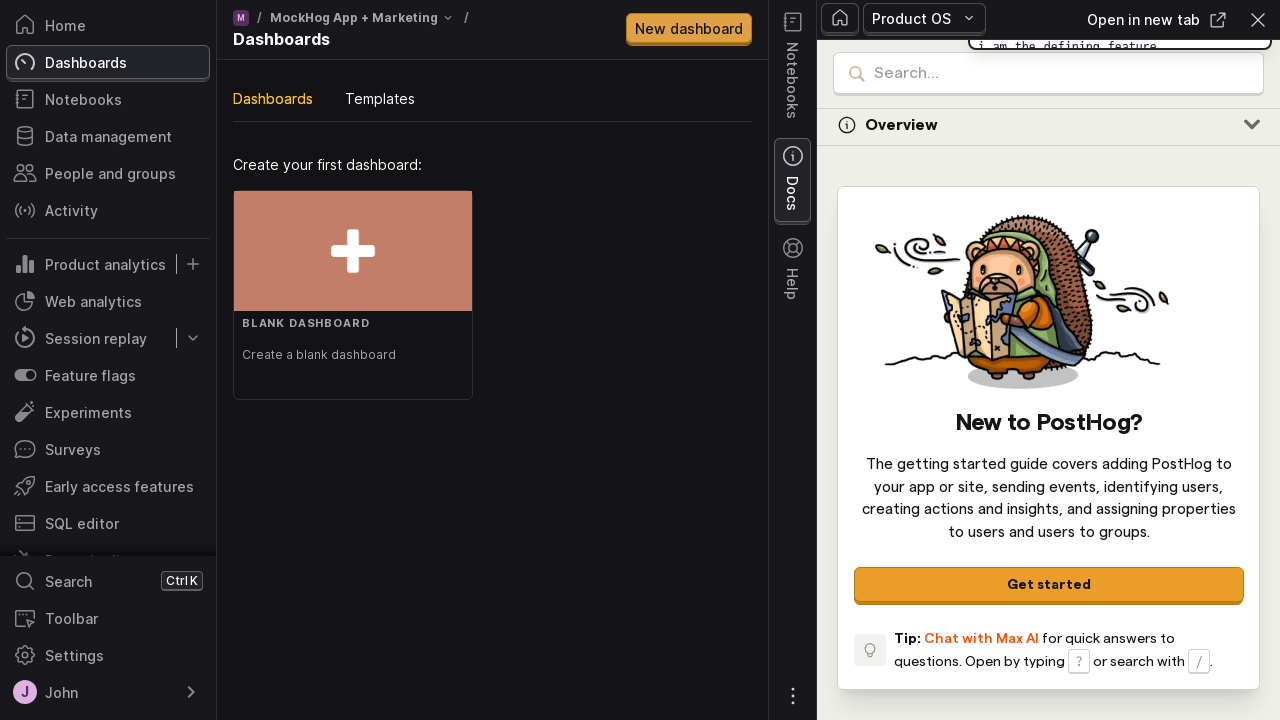 Home
Dashboards
Notebooks
Data management
People and groups
Activity
Product analytics
Web analytics
Session replay
Feature flags
Experiments
Surveys
Early access features
SQL editor
Search Ctrl K
Toolbar
Settings
J John
M / MockHog App + Marketing /
Dashboards
New dashboard
Dashboards Templates
Create your first dashboard:
BLANK DASHBOARD
Create a blank dashboard
Notebooks
Docs
Help
Product OS
Open in new tab
i am the defining feature
Search...
Overview
New to PostHog?
The getting started guide covers adding PostHog to
your app or site, sending events, identifying users,
creating actions and insights, and assigning properties
to users and users to groups.
Get started
Tip: Chat with Max AI for quick answers to
questions. Open by typing ? or search with /.